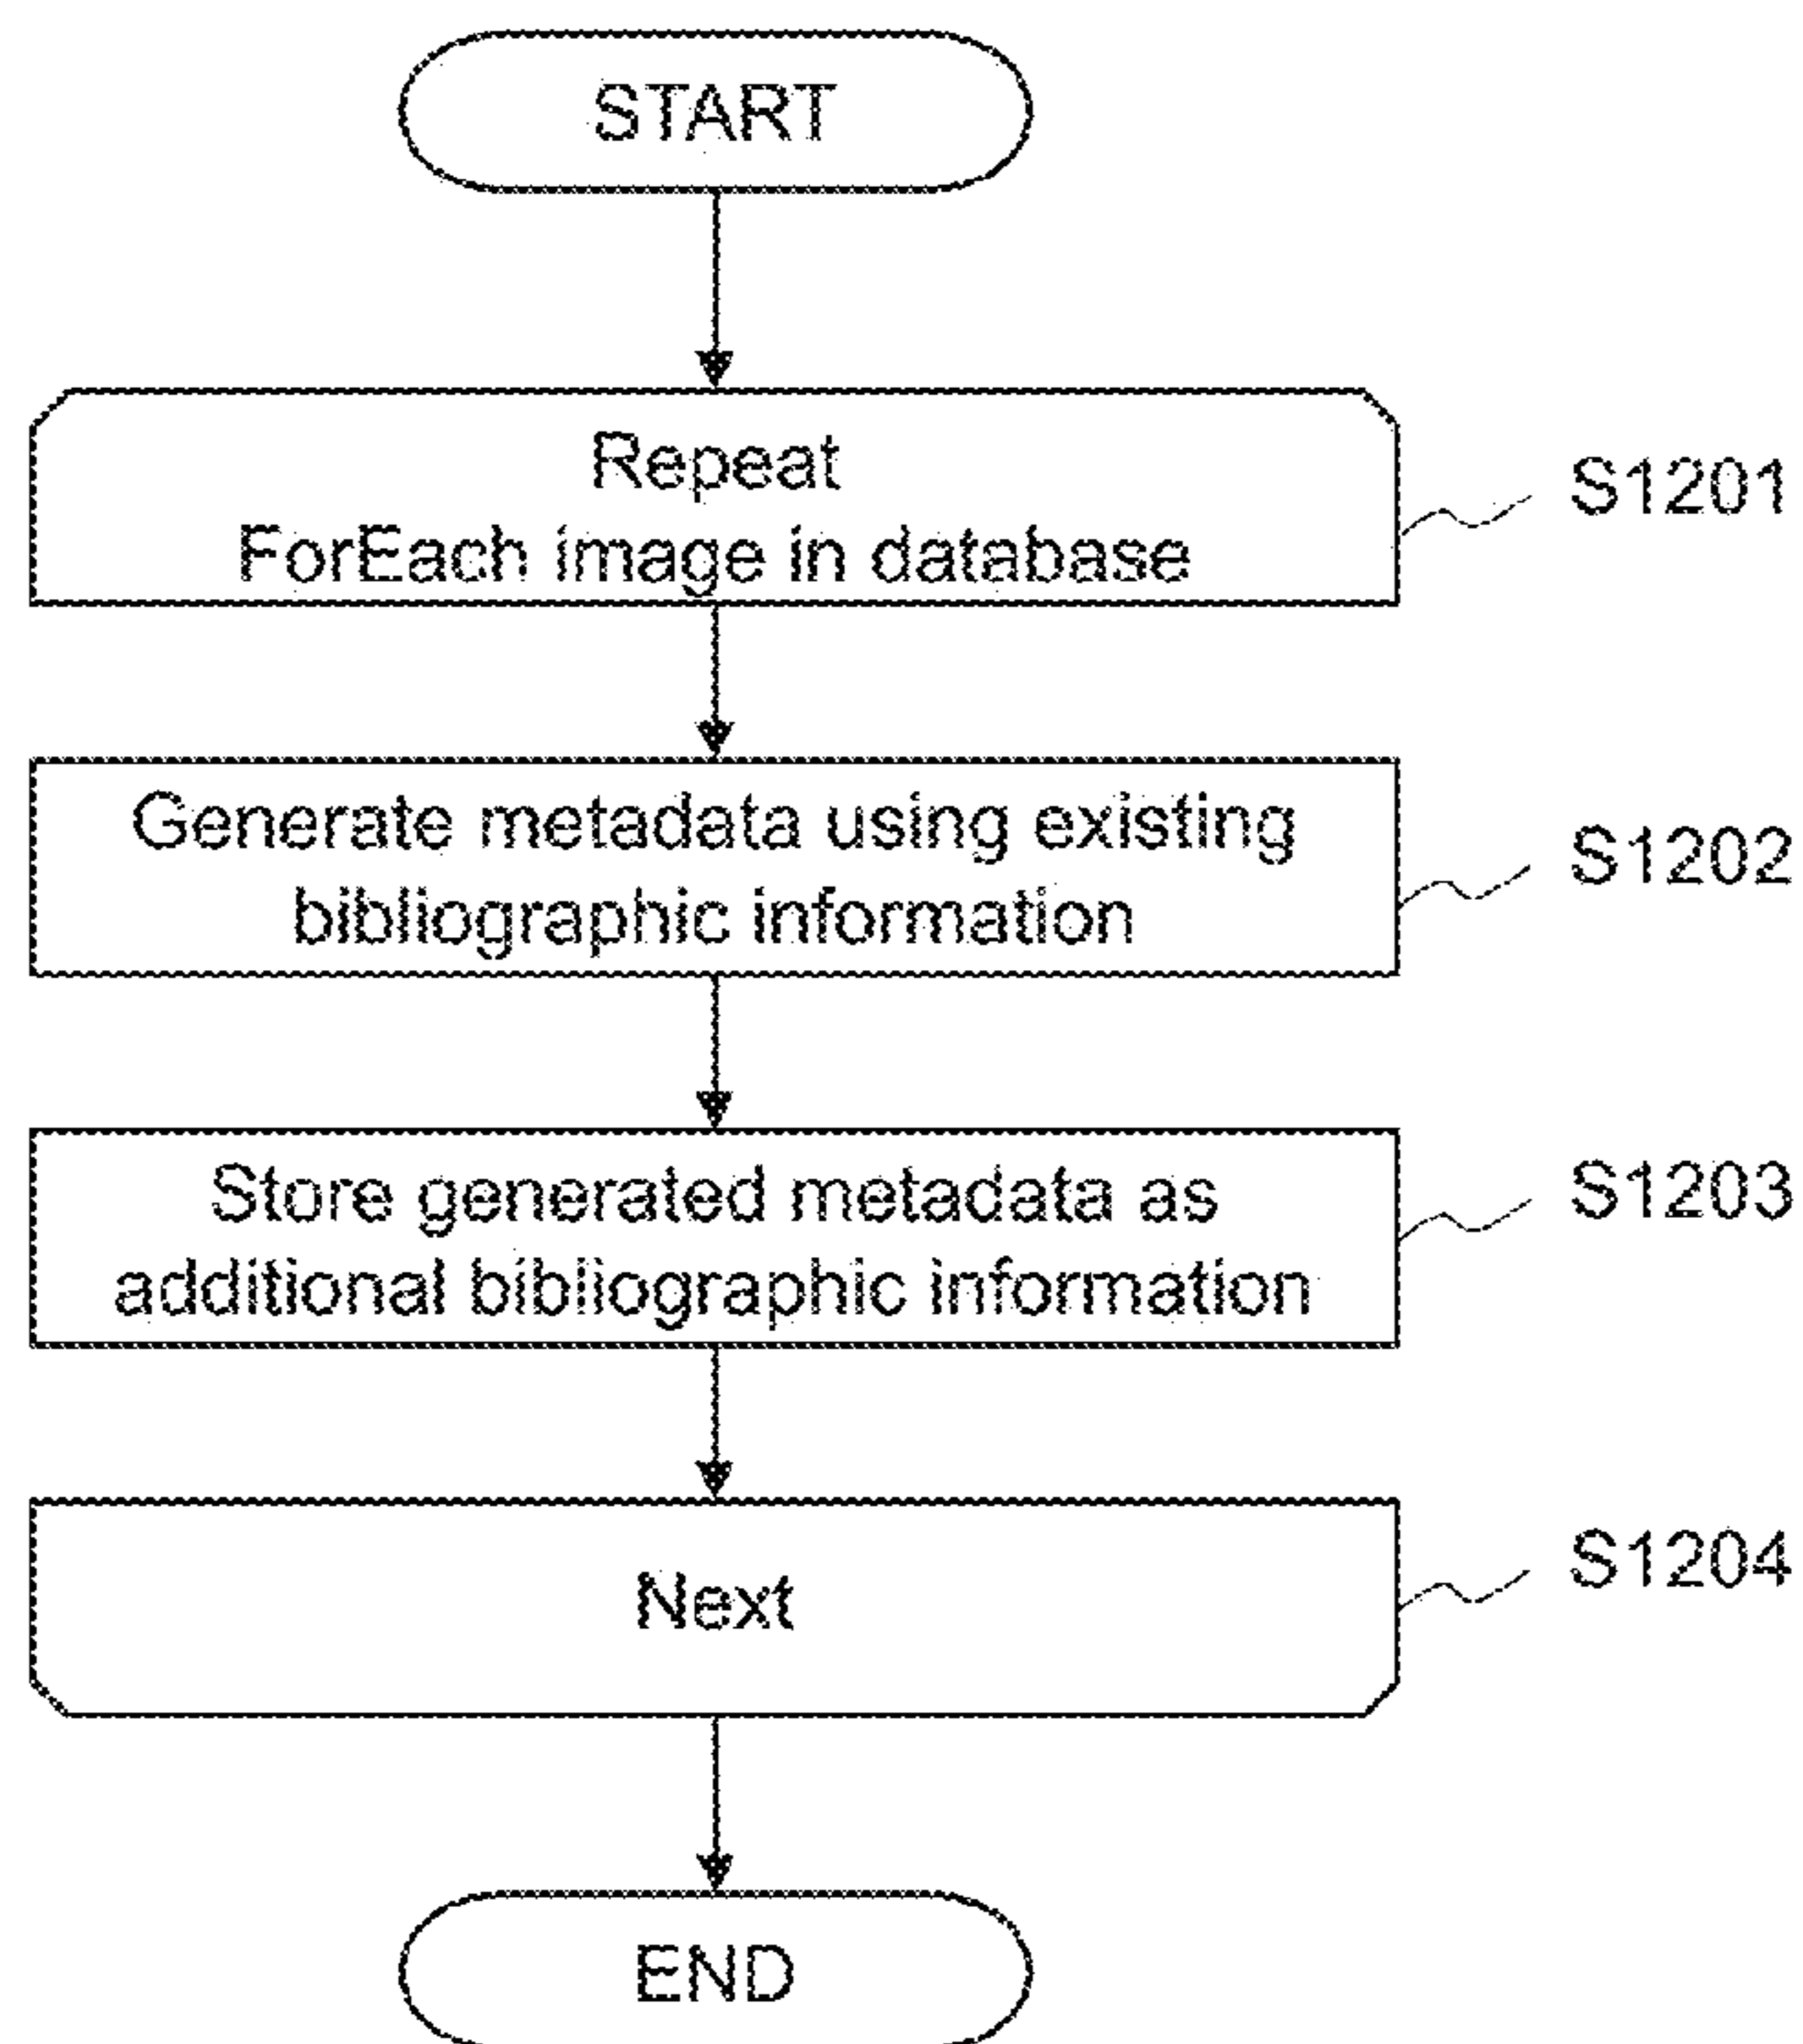 START
Repeat
ForEach image in database
S1201
Generate metadata using existing
bibliographic information
S1202
Store generated metadata as
additional bibliographic information
S1203
Next
S1204
END